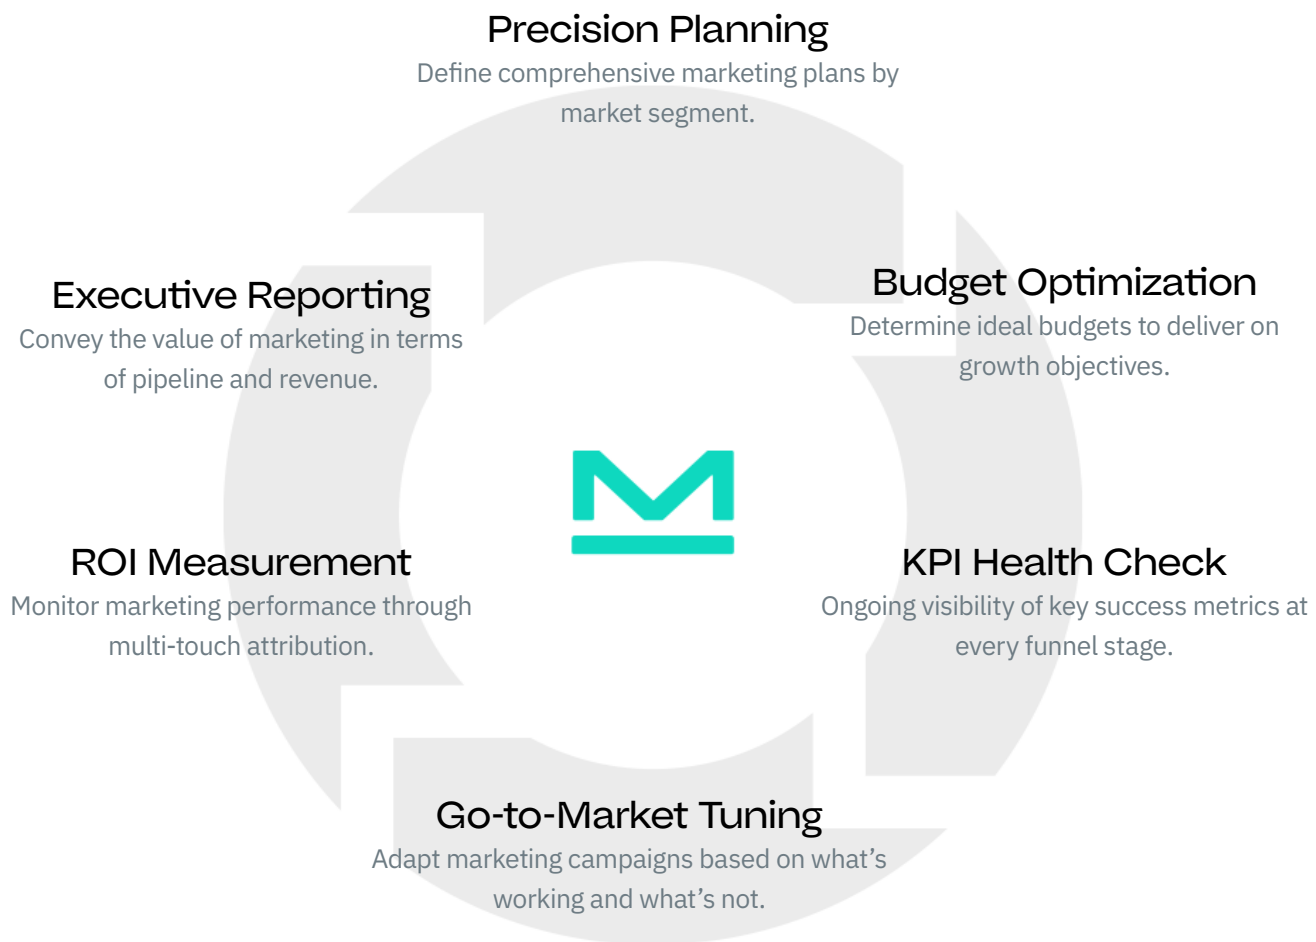 Precision Planning
Define comprehensive marketing plans by
market segment.
Budget Optimization
Determine ideal budgets to deliver on
growth objectives.
KPI Health Check
Ongoing visibility of key success metrics at
every funnel stage.
Go-to-Market Tuning
Adapt marketing campaigns based on what’s
working and what’s not.
ROI Measurement
Monitor marketing performance through
multi-touch attribution.
Executive Reporting
Convey the value of marketing in terms
of pipeline and revenue.
M